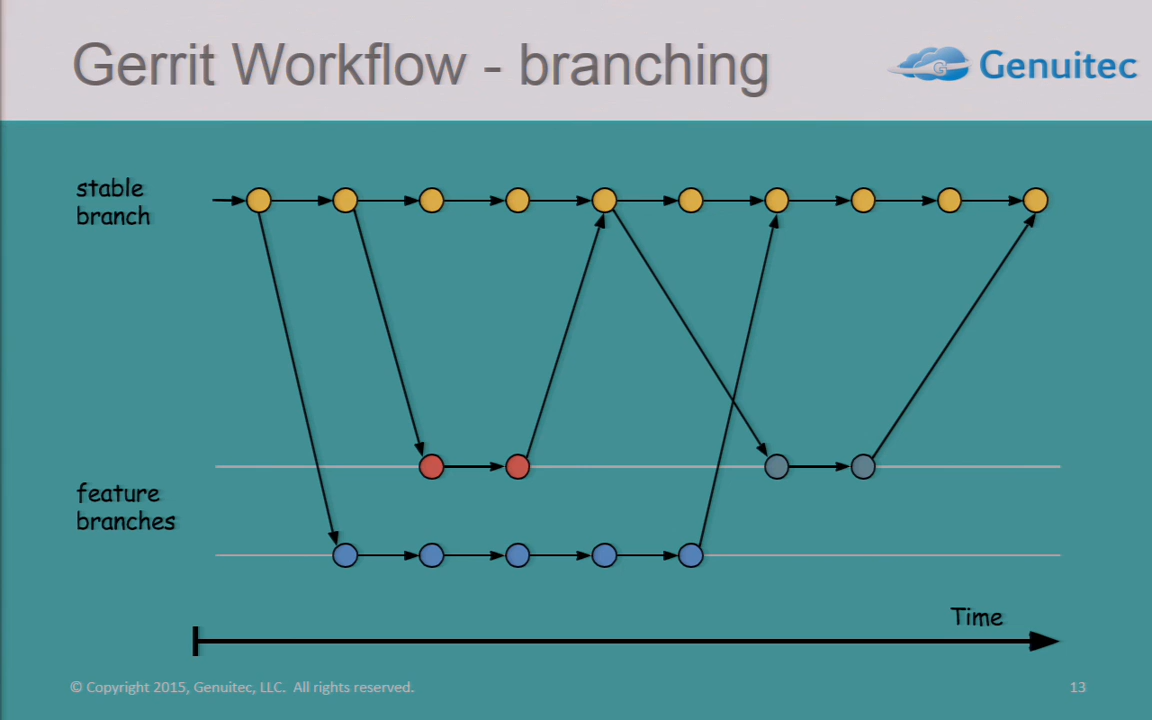 Gerrit Workflow - branching
Genuitec
stable
branch
feature
branches
Time
© Copyright 2015, Genuitec, LLC. All rights reserved.
13